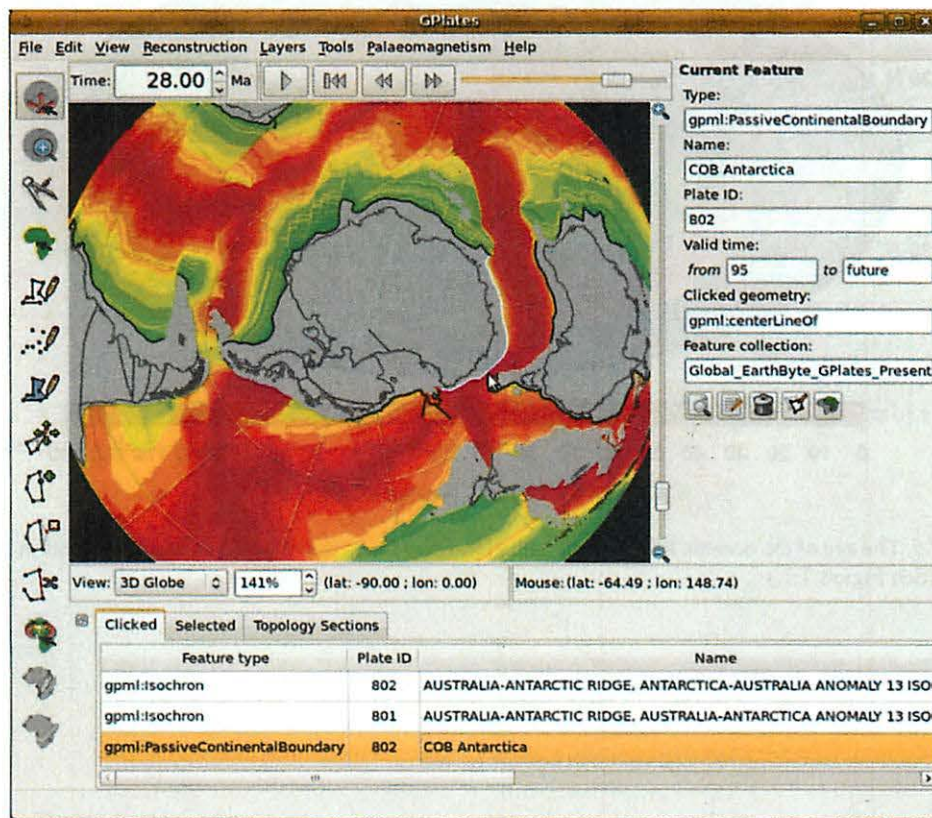 GPlates
File Edit View Reconstruction Layers Tools Palaeomagnetism Help
Time: 28.00 Ma
Current Feature
Type:
gpml:PassiveContinentalBoundary
Name:
COB Antarctica
Plate ID:
802
Valid time:
from 95 to future
Clicked geometry:
gpml:centerLineOf
Feature collection:
Global_EarthByte_GPlates_Present
View: 3D Globe 141% (lat: -90.00 ; lon: 0.00) Mouse: (lat: -64.49 ; lon: 148.74)
Clicked Selected Topology Sections
Feature type Plate ID Name
gpml:Isochron 802 AUSTRALIA-ANTARCTIC RIDGE, ANTARCTICA-AUSTRALIA ANOMALY 13 ISO
gpml:Isochron 801 AUSTRALIA-ANTARCTIC RIDGE, AUSTRALIA-ANTARCTICA ANOMALY 13 ISO
gpml:PassiveContinentalBoundary 802 COB Antarctica